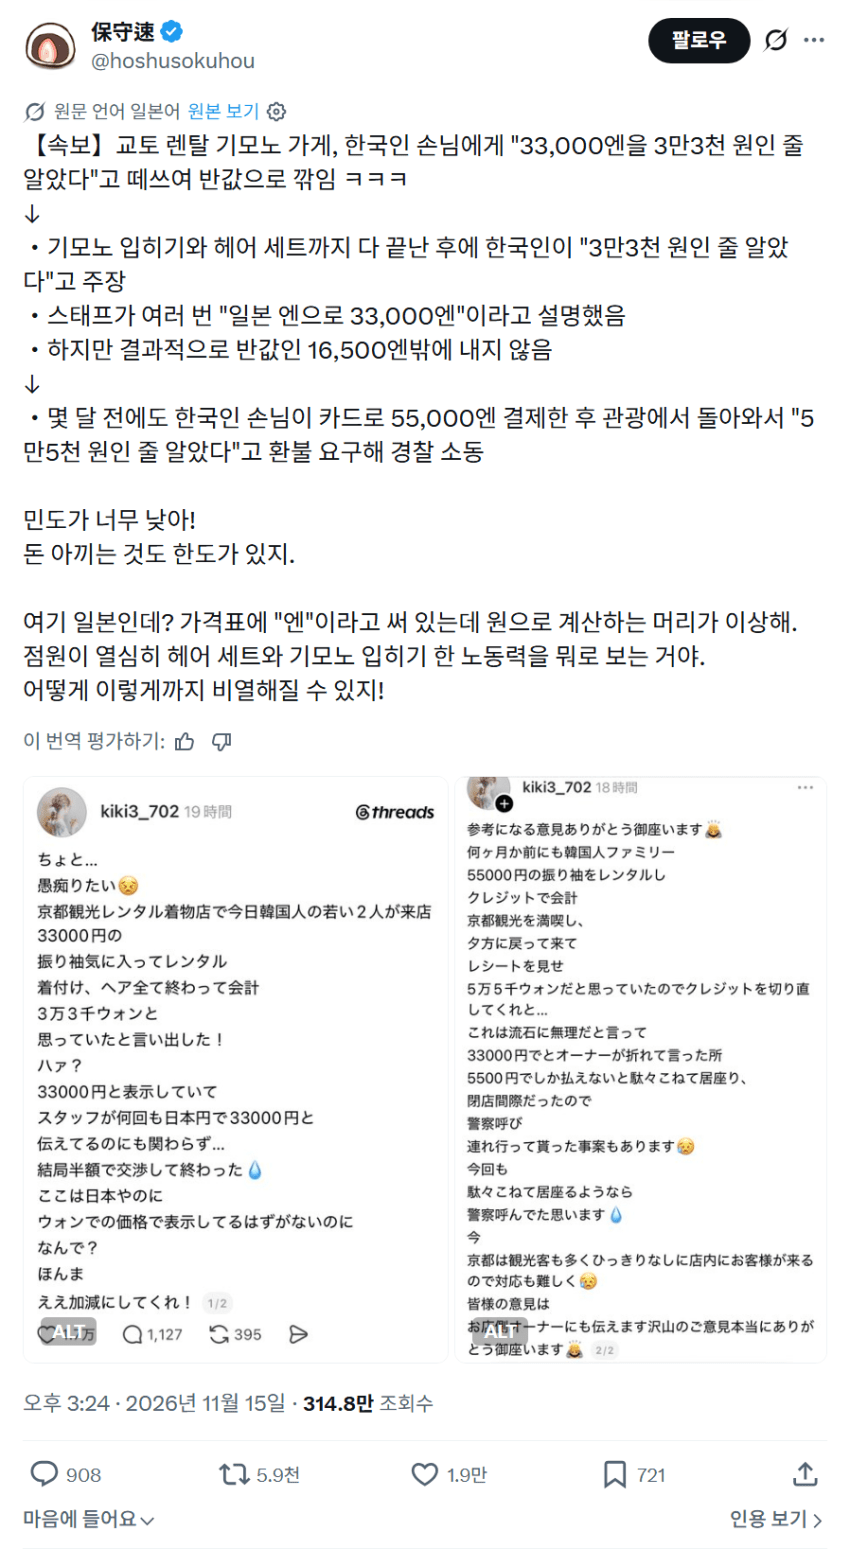 保守速
@hoshusokuhou
팔로우
원문 언어 일본어 원본 보기
【속보】교토 렌탈 기모노 가게, 한국인 손님에게 "33,000엔을 3만3천 원인 줄
알았다"고 떼쓰여 반값으로 깎임 ㅋㅋㅋ
↓
・기모노 입히기와 헤어 세트까지 다 끝난 후에 한국인이 "3만3천 원인 줄 알았
다"고 주장
・스태프가 여러 번 "일본 엔으로 33,000엔"이라고 설명했음
・하지만 결과적으로 반값인 16,500엔밖에 내지 않음
↓
・몇 달 전에도 한국인 손님이 카드로 55,000엔 결제한 후 관광에서 돌아와서 "5
만5천 원인 줄 알았다"고 환불 요구해 경찰 소동
민도가 너무 낮아!
돈 아끼는 것도 한도가 있지.
여기 일본인데? 가격표에 "엔"이라고 써 있는데 원으로 계산하는 머리가 이상해.
점원이 열심히 헤어 세트와 기모노 입히기 한 노동력을 뭐로 보는 거야.
어떻게 이렇게까지 비열해질 수 있지!
이 번역 평가하기:
kiki3_702 19時間
threads
ちょと...
愚痴りたい😣
京都観光レンタル着物店で今日韓国人の若い2人が来店
33000円の
振り袖気に入ってレンタル
着付け、ヘア全て終わって会計
3万3千ウォンと
思っていたと言い出した！
ハァ？
33000円と表示していて
スタッフが何回も日本円で33000円と
伝えてるのにも関わらず...
結局半額で交渉して終わった💧
ここは日本やのに
ウォンでの価格で表示してるはずがないのに
なんで？
ほんま
ええ加減にしてくれ！ 1/2
ALT
1,127
395
kiki3_702 18時間
参考になる意見ありがとう御座います🙇
何ヶ月か前にも韓国人ファミリー
55000円の振り袖をレンタルし
クレジットで会計
京都観光を満喫し、
夕方に戻って来て
レシートを見せ
5万5千ウォンだと思っていたのでクレジットを切り直
してくれと...
これは流石に無理だと言って
33000円でとオーナーが折れて言った所
5500円でしか払えないと駄々こねて居座り、
閉店間際だったので
警察呼び
連れ行って貰った事案もあります😥
今回も
駄々こねて居座るようなら
警察呼んでた思います💧
今
京都は観光客も多くひっきりなしに店内にお客様が来る
ので対応も難しく😥
皆様の意見は
オーナーにも伝えます沢山のご意見本当にありが
とう御座います🙇 2/2
ALT
오후 3:24 · 2026년 11월 15일 · 314.8만 조회수
908
5.9천
1.9만
721
마음에 들어요
인용 보기